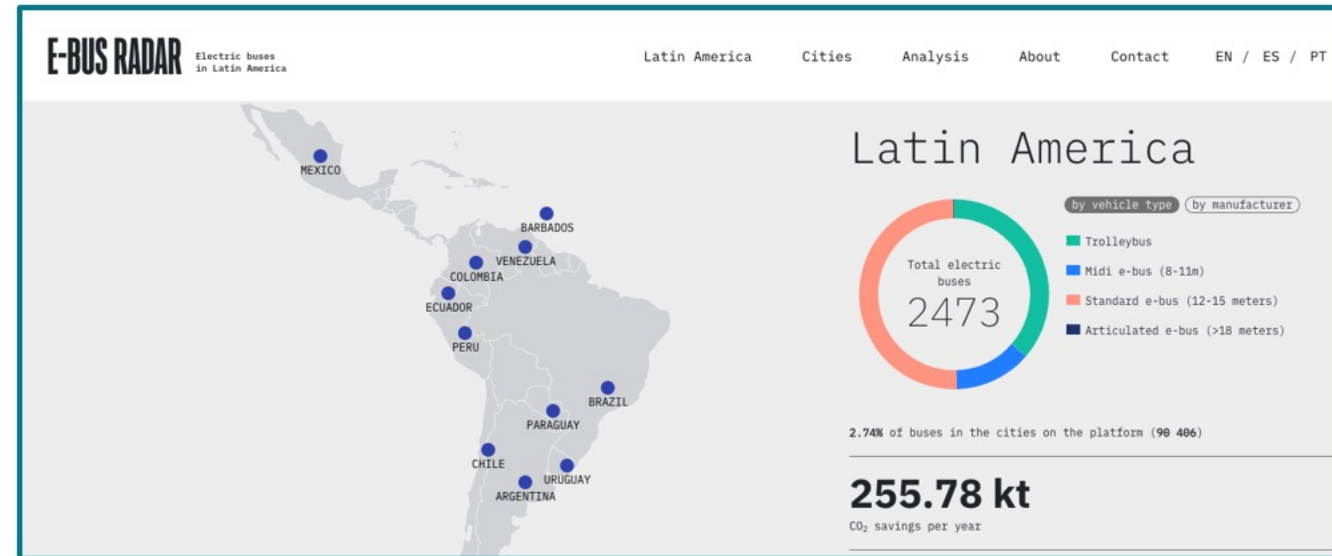 E-BUS RADAR
Electric buses
in Latin America
Latin America
Cities
Analysis
About
Contact
EN / ES / PT
MEXICO
BARBADOS
VENEZUELA
COLOMBIA
ECUADOR
PERU
BRAZIL
PARAGUAY
CHILE
URUGUAY
ARGENTINA
Latin America
by vehicle type
by manufacturer
Total electric
buses
2473
Trolleybus
Midi e-bus (8-11m)
Standard e-bus (12-15 meters)
Articulated e-bus (>18 meters)
2.74% of buses in the cities on the platform (90 406)
255.78 kt
CO₂ savings per year